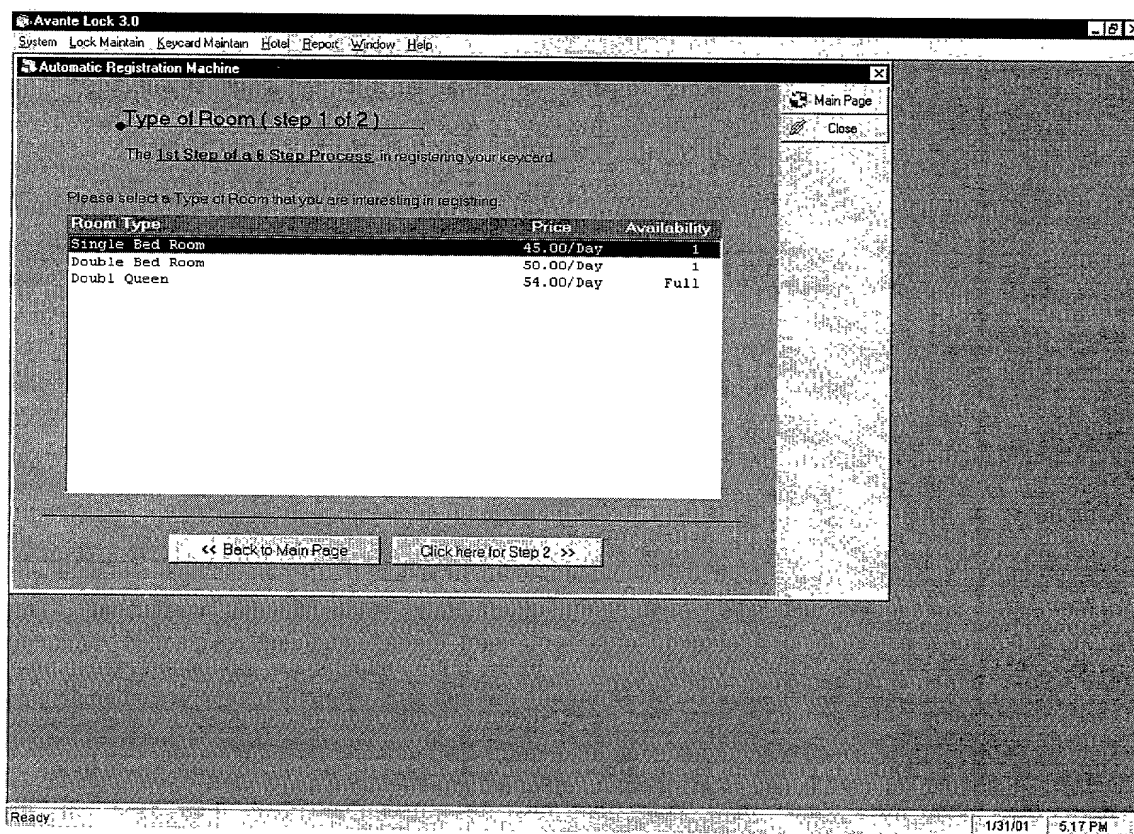 Avante Lock 3.0
System Lock Maintain Keycard Maintain Hotel Report Window Help
Automatic Registration Machine
Main Page
Close
Type of Room ( step 1 of 2 )
The 1st Step of a 6 Step Process in registering your keycard.
Please select a Type of Room that you are interesting in registring.
Room Type Price Availability
Single Bed Room 45.00/Day 1
Double Bed Room 50.00/Day 1
Doubl Queen 54.00/Day Full
<< Back to Main Page Click here for Step 2 >>
Ready 1/31/01 5:17 PM